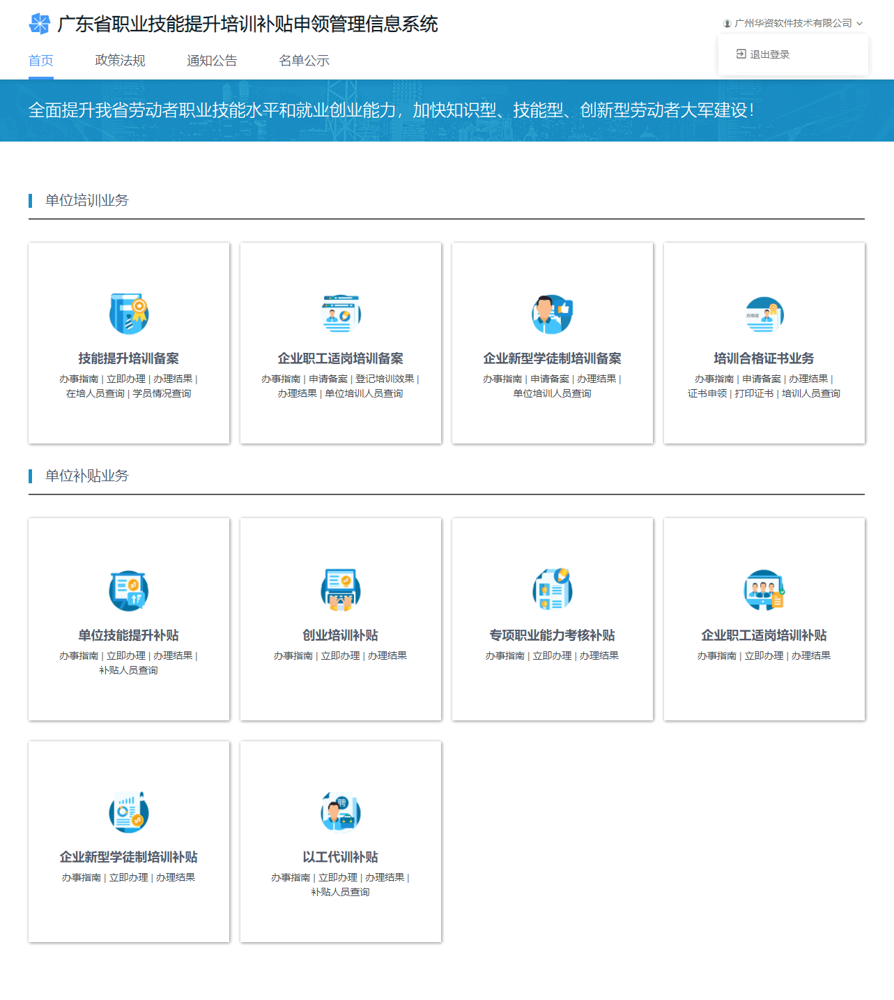 广东省职业技能提升培训补贴申领管理信息系统
广州华资软件技术有限公司
退出登录
首页 政策法规 通知公告 名单公示
全面提升我省劳动者职业技能水平和就业创业能力，加快知识型、技能型、创新型劳动者大军建设！
单位培训业务
技能提升培训备案
办事指南 | 立即办理 | 办理结果 |
在培人员查询 | 学员情况查询
企业职工适岗培训备案
办事指南 | 申请备案 | 登记培训效果 |
办理结果 | 单位培训人员查询
企业新型学徒制培训备案
办事指南 | 申请备案 | 办理结果 |
单位培训人员查询
合格证
培训合格证书业务
办事指南 | 申请备案 | 办理结果 |
证书申领 | 打印证书 | 培训人员查询
单位补贴业务
单位技能提升补贴
办事指南 | 立即办理 | 办理结果 |
补贴人员查询
创业培训补贴
办事指南 | 立即办理 | 办理结果
专项职业能力考核补贴
办事指南 | 立即办理 | 办理结果
企业职工适岗培训补贴
办事指南 | 立即办理 | 办理结果
企业新型学徒制培训补贴
办事指南 | 立即办理 | 办理结果
聘
以工代训补贴
办事指南 | 立即办理 | 办理结果 |
补贴人员查询